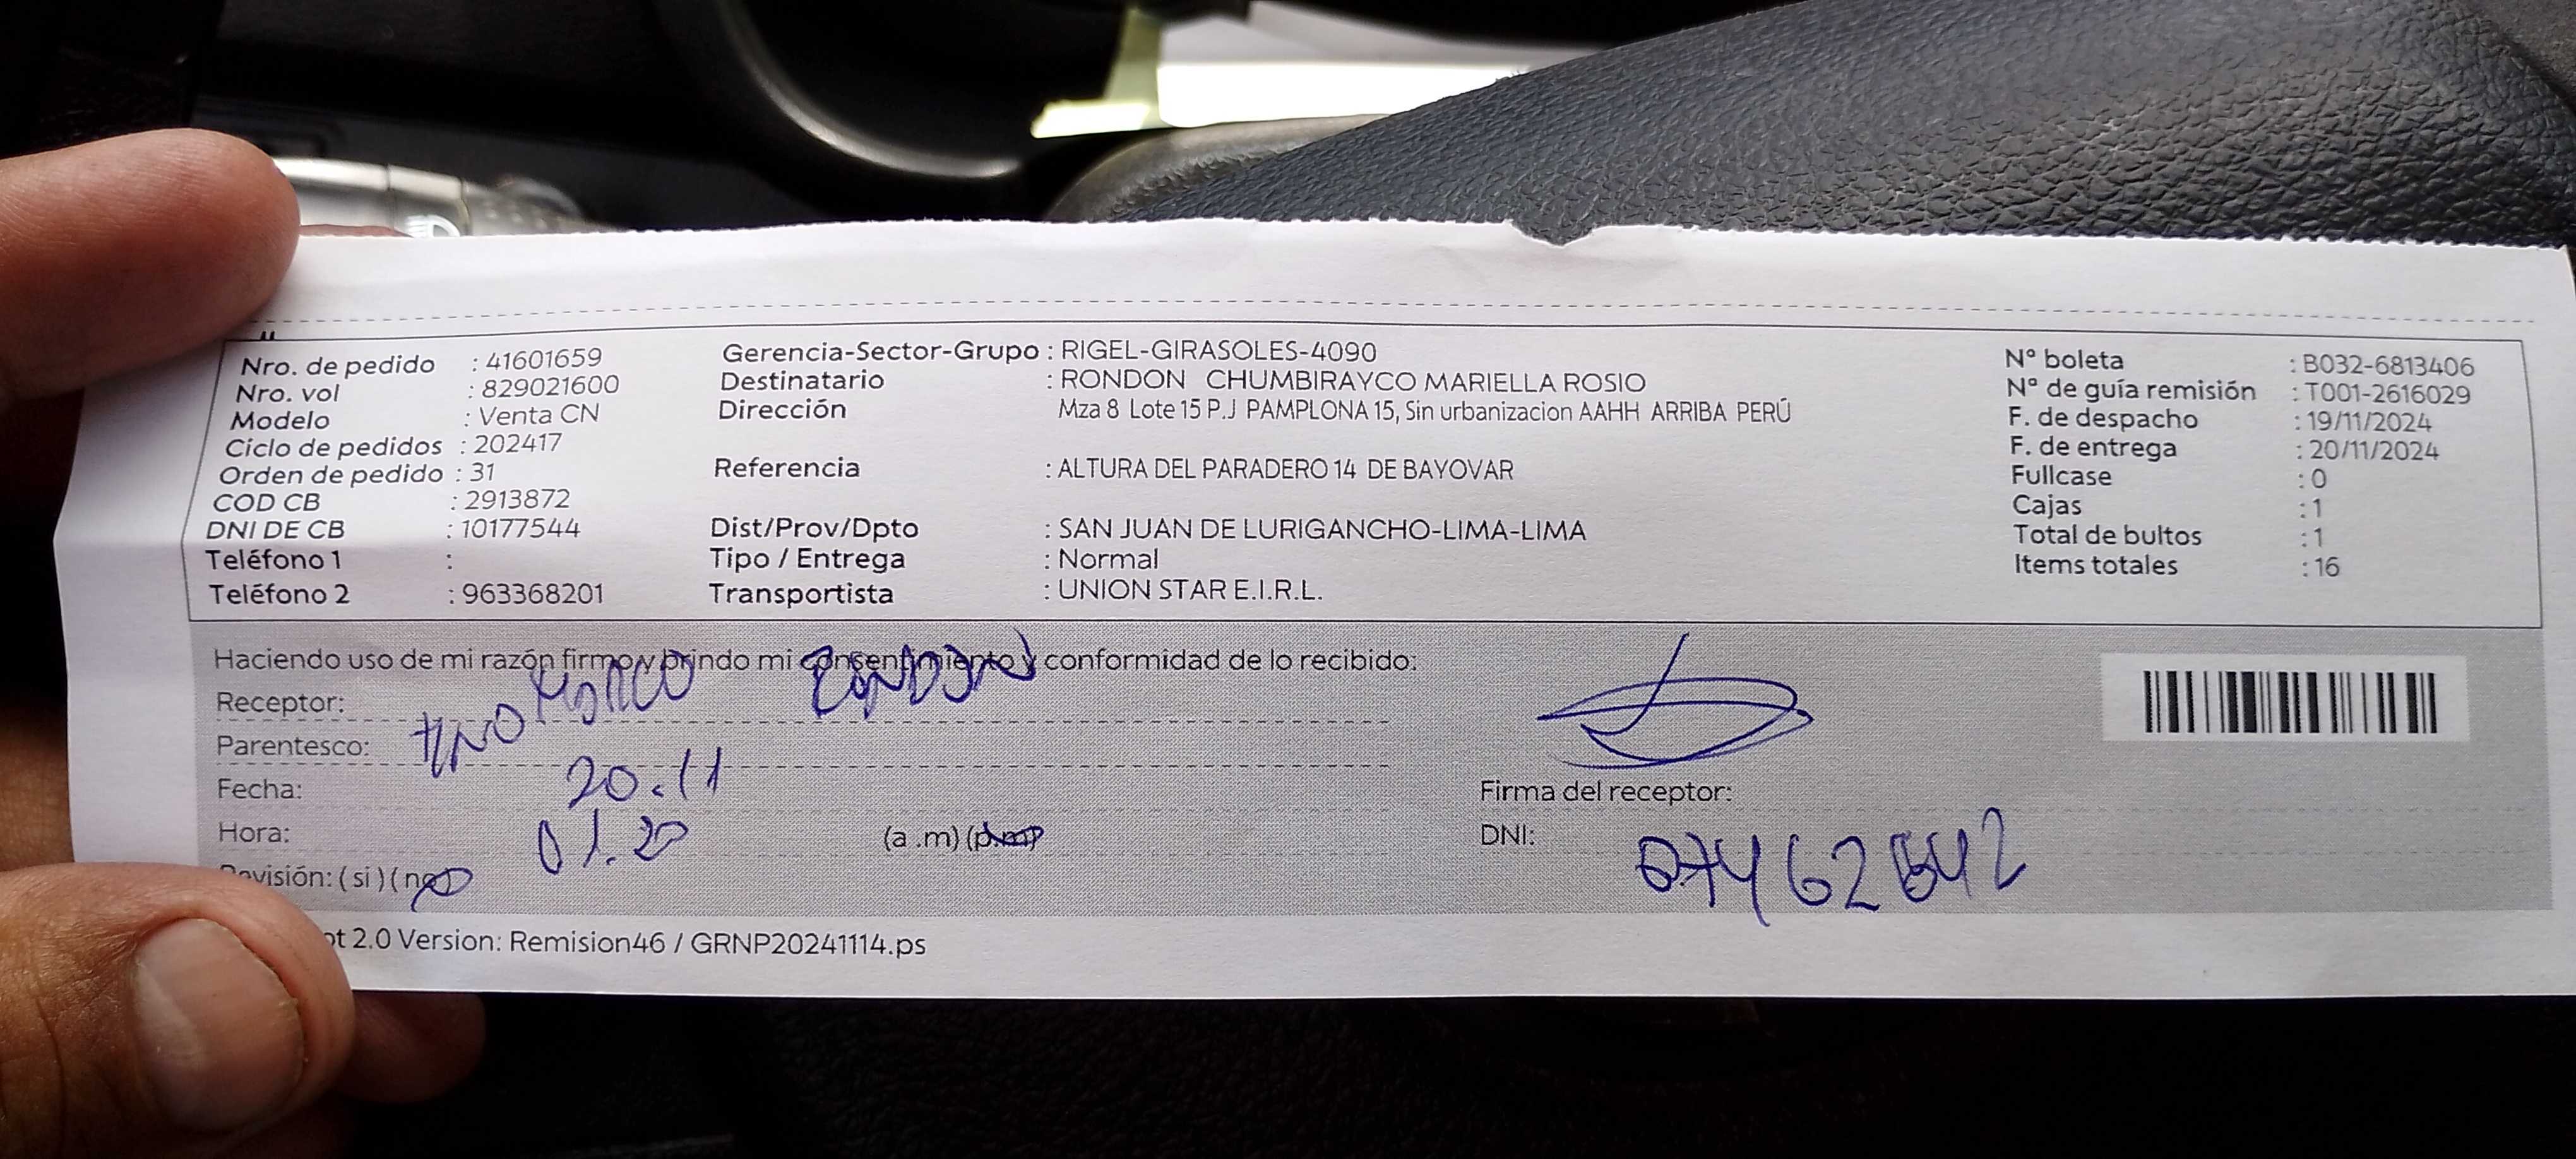 Nro. de pedido : 41601659 Gerencia-Sector-Grupo : RIGEL-GIRASOLES-4090 N° boleta : B032-6813406
Nro. vol : 829021600 Destinatario : RONDON CHUMBIRAYCO MARIELLA ROSIO N° de guía remisión : T001-2616029
Modelo : Venta CN Dirección Mza 8 Lote 15 P.J PAMPLONA 15, Sin urbanizacion AAHH ARRIBA PERÚ F. de despacho : 19/11/2024
Ciclo de pedidos : 202417 F. de entrega : 20/11/2024
Orden de pedido : 31 Referencia : ALTURA DEL PARADERO 14 DE BAYOVAR Fullcase : 0
COD CB : 2913872 Cajas : 1
DNI DE CB : 10177544 Dist/Prov/Dpto : SAN JUAN DE LURIGANCHO-LIMA-LIMA Total de bultos : 1
Teléfono 1 : Tipo / Entrega : Normal Items totales : 16
Teléfono 2 : 963368201 Transportista : UNION STAR E.I.R.L.
Haciendo uso de mi razón firmo y brindo mi consentimiento y conformidad de lo recibido:
Receptor: MARCO RONDON
Parentesco:
Fecha: 20.11 Firma del receptor:
Hora: 01.20 (a .m) (p.m) DNI:
Revisión: ( si ) ( no )
2.0 Version: Remision46 / GRNP20241114.ps